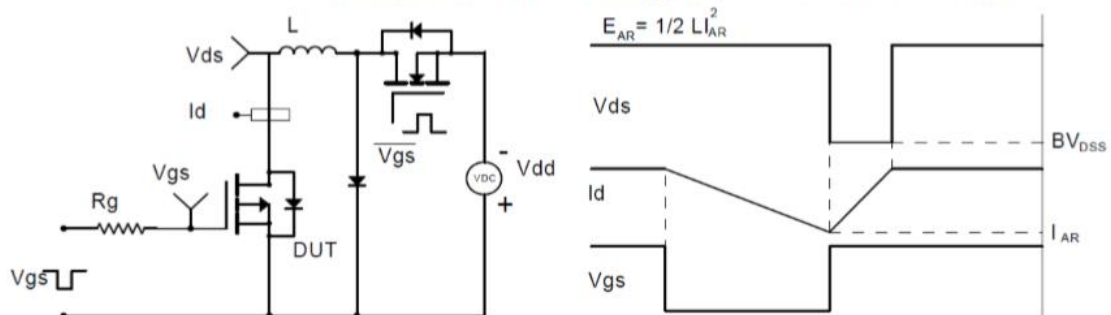 L
Vds
Id
Vgs
Rg
Vgs
DUT
Vgs
-
VDC
+
Vdd
E_AR = 1/2 LI_AR^2
Vds
BV_DSS
Id
I_AR
Vgs